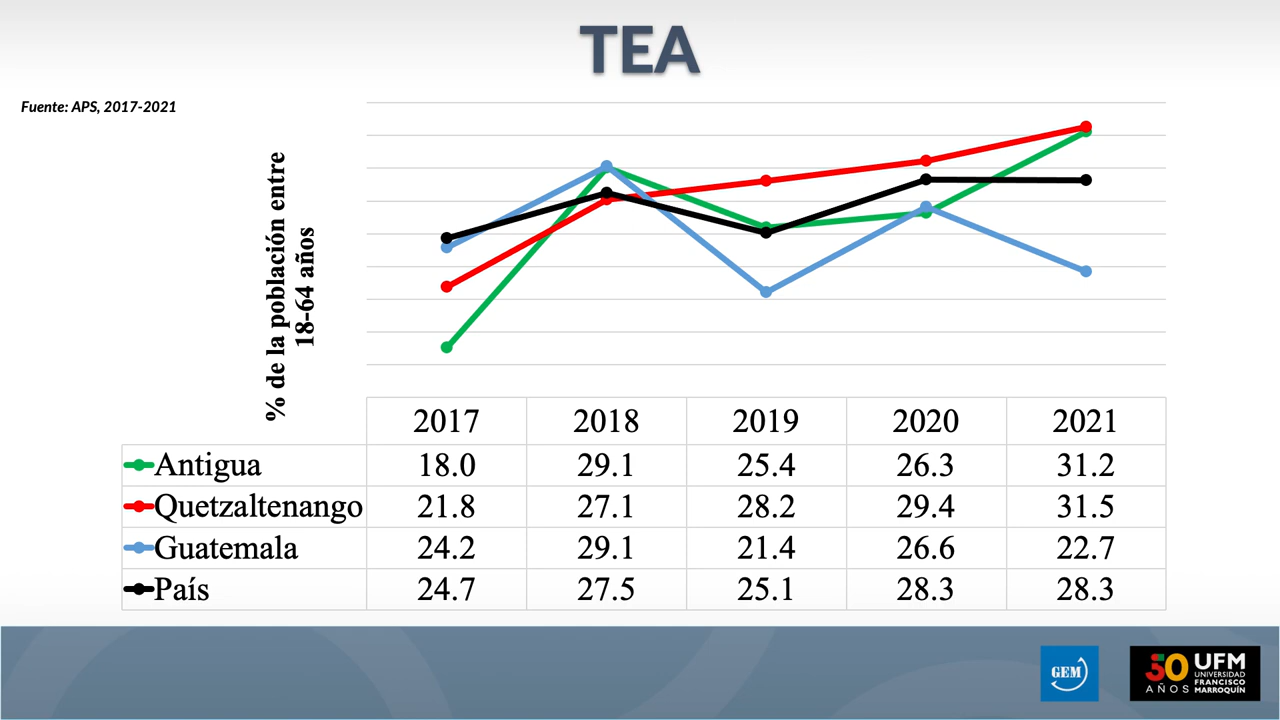 TEA
Fuente: APS, 2017-2021
% de la población entre
18-64 años
2017 2018 2019 2020 2021
Antigua 18.0 29.1 25.4 26.3 31.2
Quetzaltenango 21.8 27.1 28.2 29.4 31.5
Guatemala 24.2 29.1 21.4 26.6 22.7
País 24.7 27.5 25.1 28.3 28.3
GEM
50 AÑOS
UFM
UNIVERSIDAD
FRANCISCO
MARROQUÍN